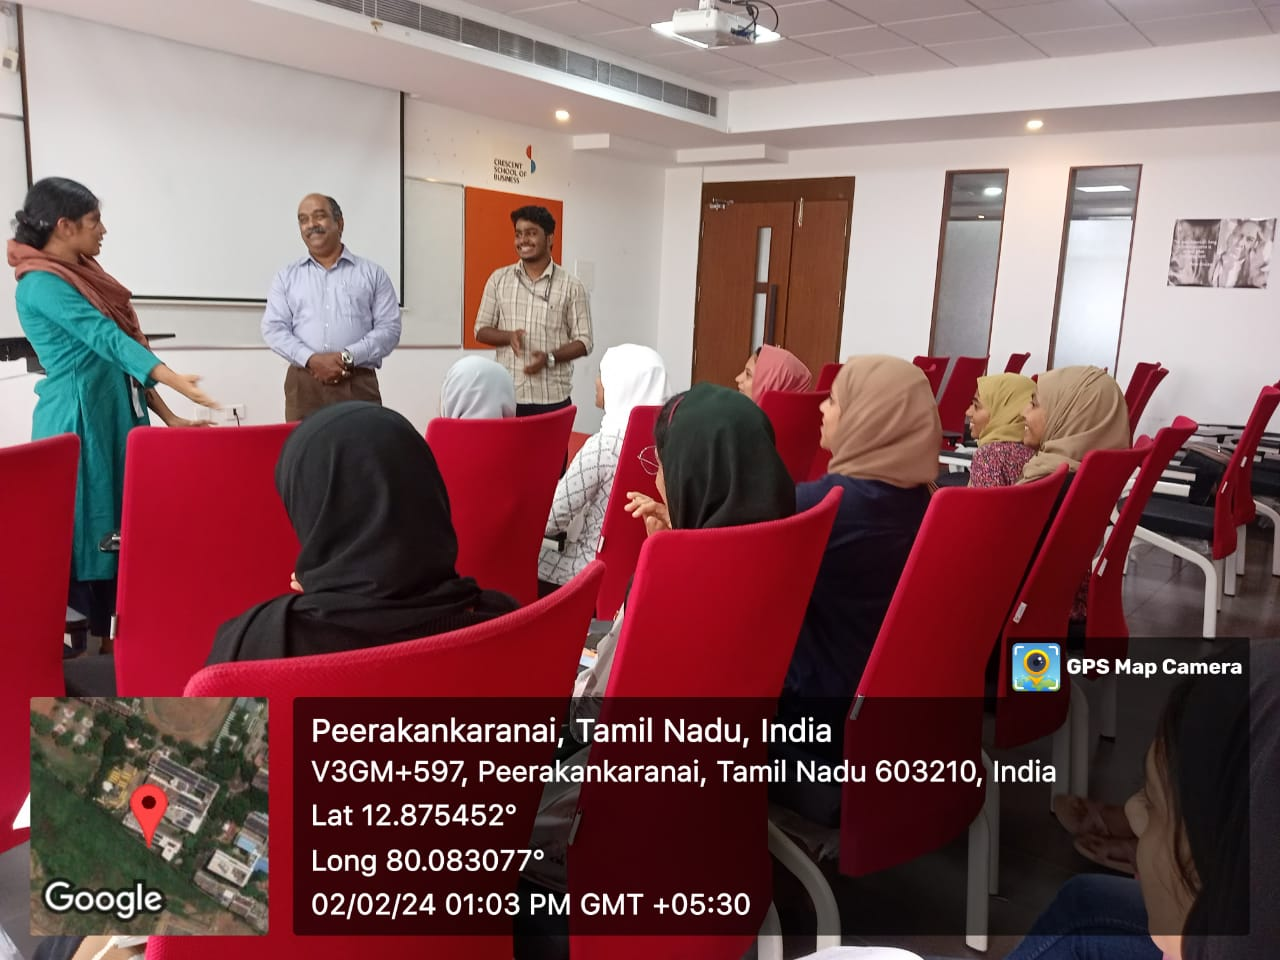 CRESCENT
SCHOOL OF
BUSINESS
GPS Map Camera
Peerakankaranai, Tamil Nadu, India
V3GM+597, Peerakankaranai, Tamil Nadu 603210, India
Lat 12.875452°
Long 80.083077°
02/02/24 01:03 PM GMT +05:30
Google